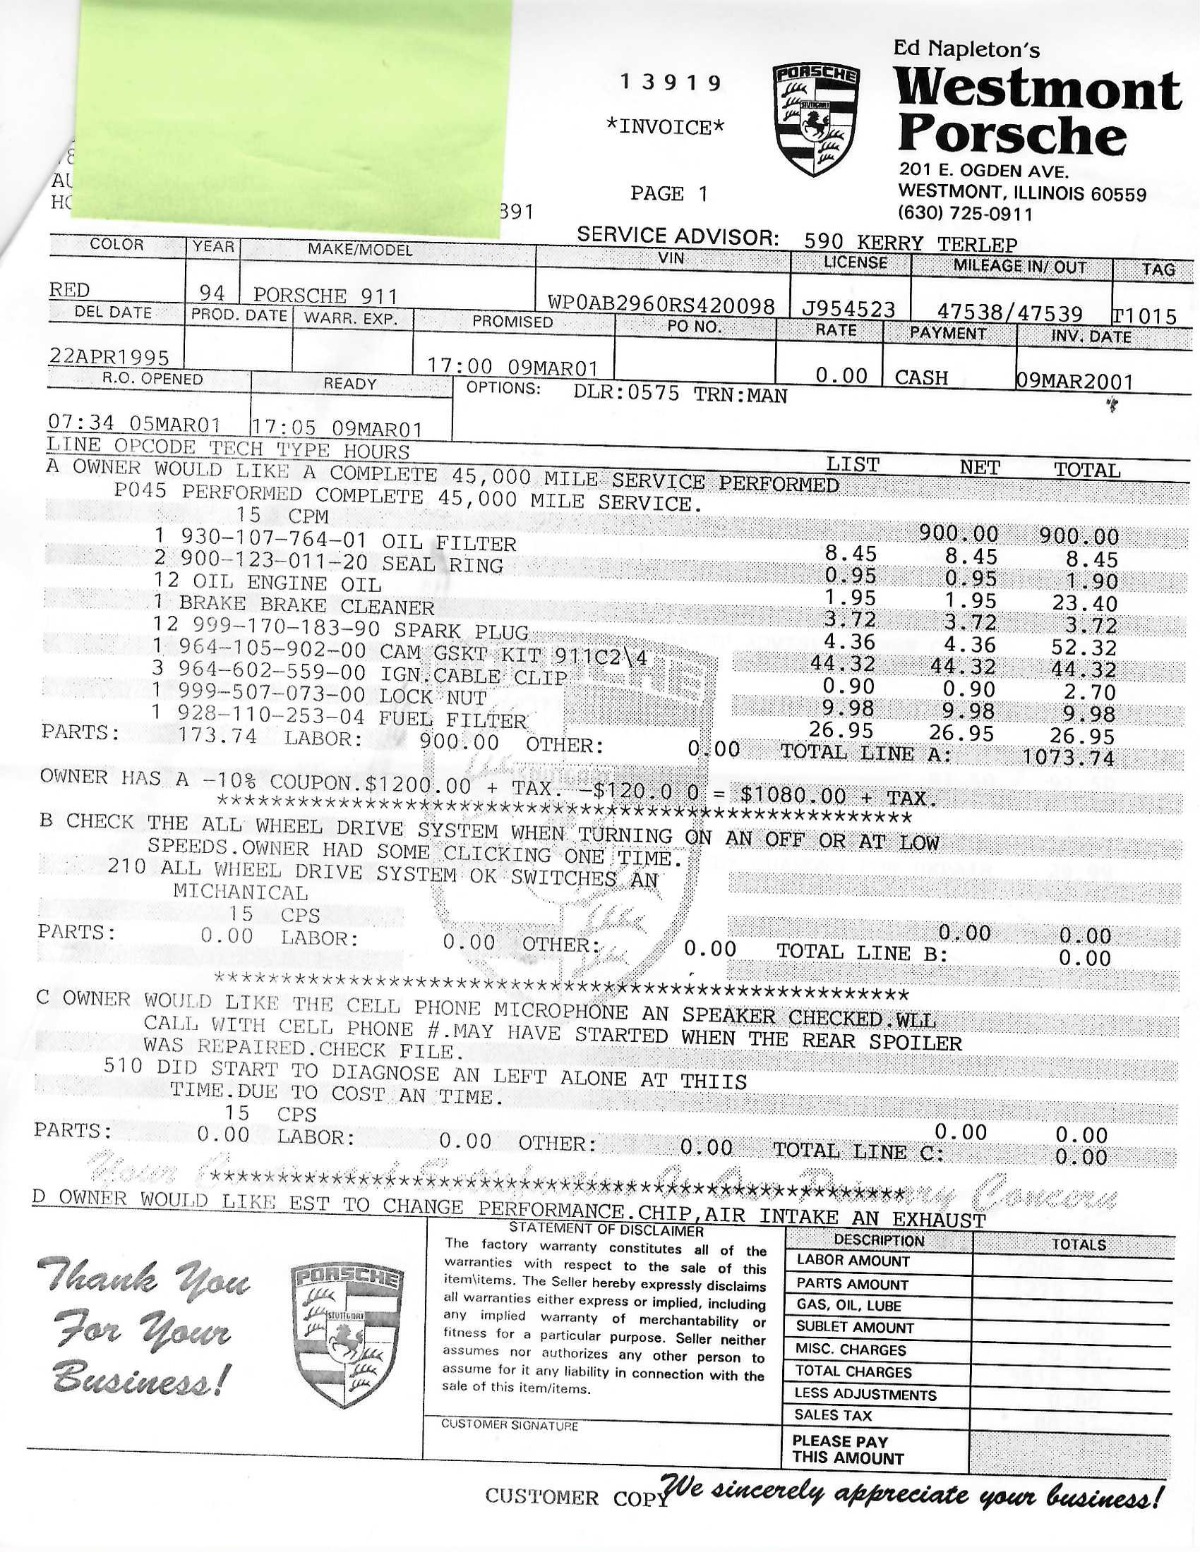 Ed Napleton's
13919
PORSCHE
STUTTGART
Westmont
Porsche
*INVOICE*
201 E. OGDEN AVE.
WESTMONT, ILLINOIS 60559
(630) 725-0911
PAGE 1
391
SERVICE ADVISOR: 590 KERRY TERLEP
COLOR YEAR MAKE/MODEL VIN LICENSE MILEAGE IN/ OUT TAG
RED 94 PORSCHE 911 WP0AB2960RS420098 J954523 47538/47539 T1015
DEL DATE PROD. DATE WARR. EXP. PROMISED PO NO. RATE PAYMENT INV. DATE
22APR1995 17:00 09MAR01 0.00 CASH 09MAR2001
R.O. OPENED READY OPTIONS: DLR:0575 TRN:MAN
07:34 05MAR01 17:05 09MAR01
LINE OPCODE TECH TYPE HOURS LIST NET TOTAL
A OWNER WOULD LIKE A COMPLETE 45,000 MILE SERVICE PERFORMED
P045 PERFORMED COMPLETE 45,000 MILE SERVICE.
15 CPM 900.00 900.00
1 930-107-764-01 OIL FILTER 8.45 8.45 8.45
2 900-123-011-20 SEAL RING 0.95 0.95 1.90
12 OIL ENGINE OIL 1.95 1.95 23.40
1 BRAKE BRAKE CLEANER 3.72 3.72 3.72
12 999-170-183-90 SPARK PLUG 4.36 4.36 52.32
1 964-105-902-00 CAM GSKT KIT 911C2\4 44.32 44.32 44.32
3 964-602-559-00 IGN.CABLE CLIP 0.90 0.90 2.70
1 999-507-073-00 LOCK NUT 9.98 9.98 9.98
1 928-110-253-04 FUEL FILTER 26.95 26.95 26.95
PARTS: 173.74 LABOR: 900.00 OTHER: 0.00 TOTAL LINE A: 1073.74
OWNER HAS A -10% COUPON.$1200.00 + TAX. -$120.0 0 = $1080.00 + TAX.
****************************************************
B CHECK THE ALL WHEEL DRIVE SYSTEM WHEN TURNING ON AN OFF OR AT LOW
SPEEDS.OWNER HAD SOME CLICKING ONE TIME.
210 ALL WHEEL DRIVE SYSTEM OK SWITCHES AN
MICHANICAL
15 CPS 0.00 0.00
PARTS: 0.00 LABOR: 0.00 OTHER: 0.00 TOTAL LINE B: 0.00
****************************************************
C OWNER WOULD LIKE THE CELL PHONE MICROPHONE AN SPEAKER CHECKED.WLL
CALL WITH CELL PHONE #.MAY HAVE STARTED WHEN THE REAR SPOILER
WAS REPAIRED.CHECK FILE.
510 DID START TO DIAGNOSE AN LEFT ALONE AT THIIS
TIME.DUE TO COST AN TIME.
15 CPS 0.00 0.00
PARTS: 0.00 LABOR: 0.00 OTHER: 0.00 TOTAL LINE C: 0.00
Your Concern
****************************************************
D OWNER WOULD LIKE EST TO CHANGE PERFORMANCE.CHIP,AIR INTAKE AN EXHAUST
Thank You
For Your
Business!
PORSCHE
STUTTGART
STATEMENT OF DISCLAIMER
The factory warranty constitutes all of the
warranties with respect to the sale of this
item\items. The Seller hereby expressly disclaims
all warranties either express or implied, including
any implied warranty of merchantability or
fitness for a particular purpose. Seller neither
assumes nor authorizes any other person to
assume for it any liability in connection with the
sale of this item/items.
CUSTOMER SIGNATURE
DESCRIPTION TOTALS
LABOR AMOUNT
PARTS AMOUNT
GAS, OIL, LUBE
SUBLET AMOUNT
MISC. CHARGES
TOTAL CHARGES
LESS ADJUSTMENTS
SALES TAX
PLEASE PAY
THIS AMOUNT
CUSTOMER COPY
We sincerely appreciate your business!